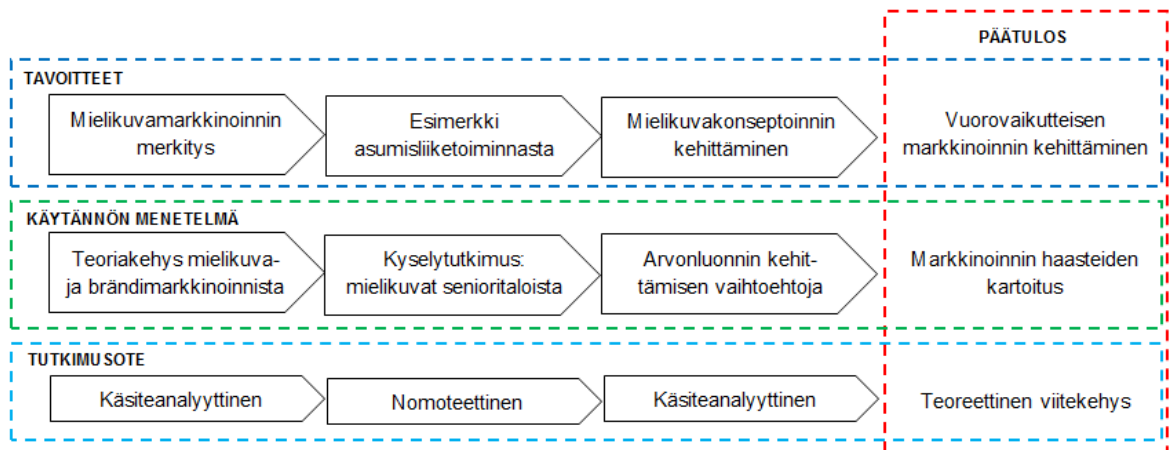 PÄÄTULOS
TAVOITTEET
Mielikuvamarkkinoinnin
merkitys
Esimerkki
asumisliiketoiminnasta
Mielikuvakonseptoinnin
kehittäminen
Vuorovaikutteisen
markkinoinnin kehittäminen
KÄYTÄNNÖN MENETELMÄ
Teoriakehys mielikuva-
ja brändimarkkinoinnista
Kyselytutkimus:
mielikuvat senioritaloista
Arvonluonnin kehit-
tämisen vaihtoehtoja
Markkinoinnin haasteiden
kartoitus
TUTKIMUSOTE
Käsiteanalyyttinen
Nomoteettinen
Käsiteanalyyttinen
Teoreettinen viitekehys